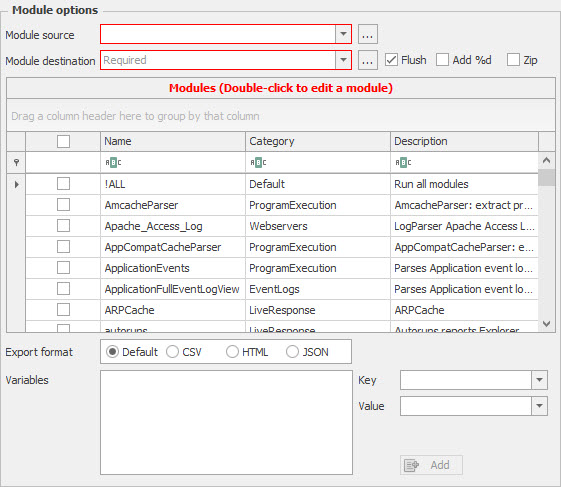 Module options
Module source
...
Module destination Required ... Flush Add %d Zip
Modules (Double-click to edit a module)
Drag a column header here to group by that column
Name Category Description
ABC ABC ABC
!ALL Default Run all modules
AmcacheParser ProgramExecution AmcacheParser: extract pr...
Apache_Access_Log Webservers LogParser Apache Access L...
AppCompatCacheParser ProgramExecution AppCompatCacheParser: e...
ApplicationEvents ProgramExecution Parses Application event lo...
ApplicationFullEventLogView EventLogs Parses Application event lo...
ARPCache LiveResponse ARPCache
autoruns LiveResponse Autoruns reports Explorer
Export format Default CSV HTML JSON
Variables Key
Value
Add